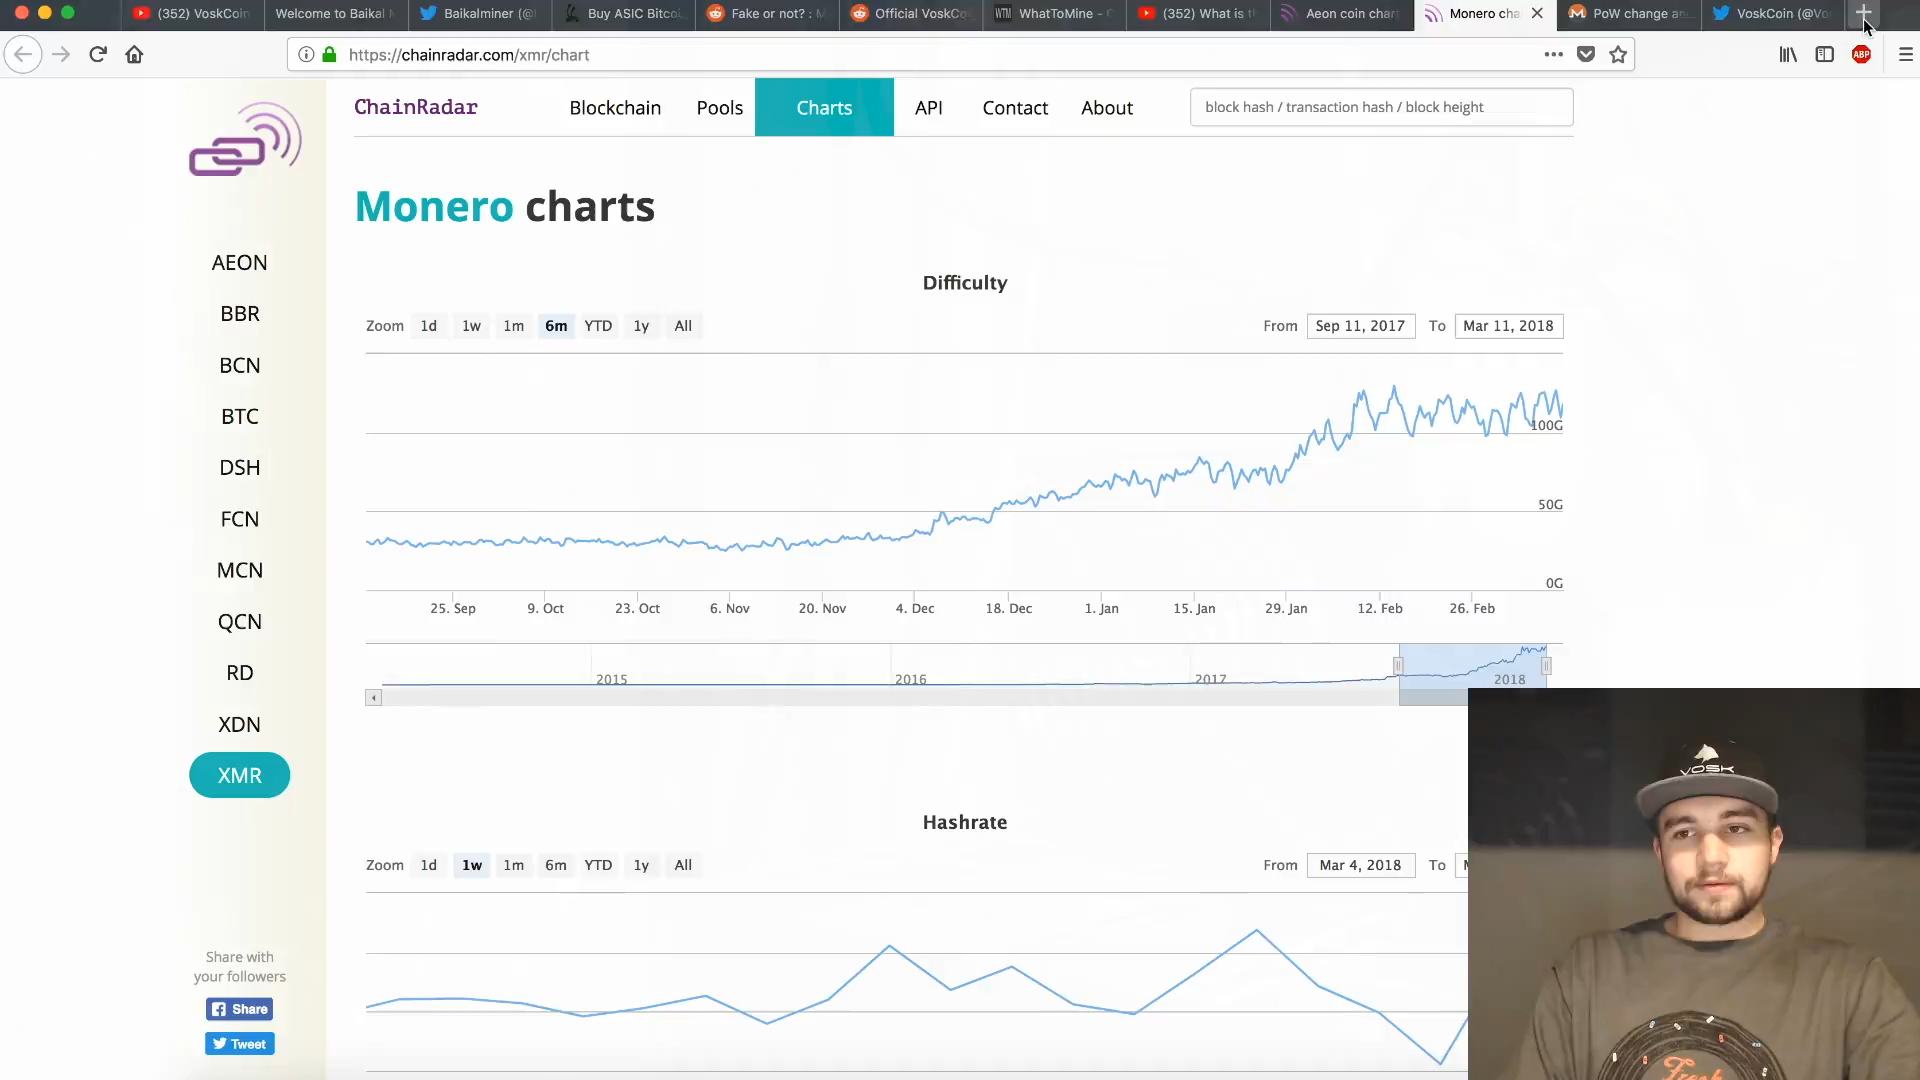 (352) VoskCoin
Welcome to Baikal M
Baikalminer (@
Buy ASIC Bitco
Fake or not? : M
Official VoskCo
WTM WhatToMine - C
(352) What is t
Aeon coin char
Monero cha
PoW change an
VoskCoin (@Vo
https://chainradar.com/xmr/chart
ABP
ChainRadar
Blockchain
Pools
Charts
API
Contact
About
block hash / transaction hash / block height
Monero charts
AEON
BBR
BCN
BTC
DSH
FCN
MCN
QCN
RD
XDN
XMR
Share with
your followers
Share
Tweet
Difficulty
Zoom 1d 1w 1m 6m YTD 1y All
From Sep 11, 2017 To Mar 11, 2018
100G
50G
0G
25. Sep 9. Oct 23. Oct 6. Nov 20. Nov 4. Dec 18. Dec 1. Jan 15. Jan 29. Jan 12. Feb 26. Feb
2015 2016 2017 2018
Hashrate
Zoom 1d 1w 1m 6m YTD 1y All
From Mar 4, 2018 To
VOSK
Fresh